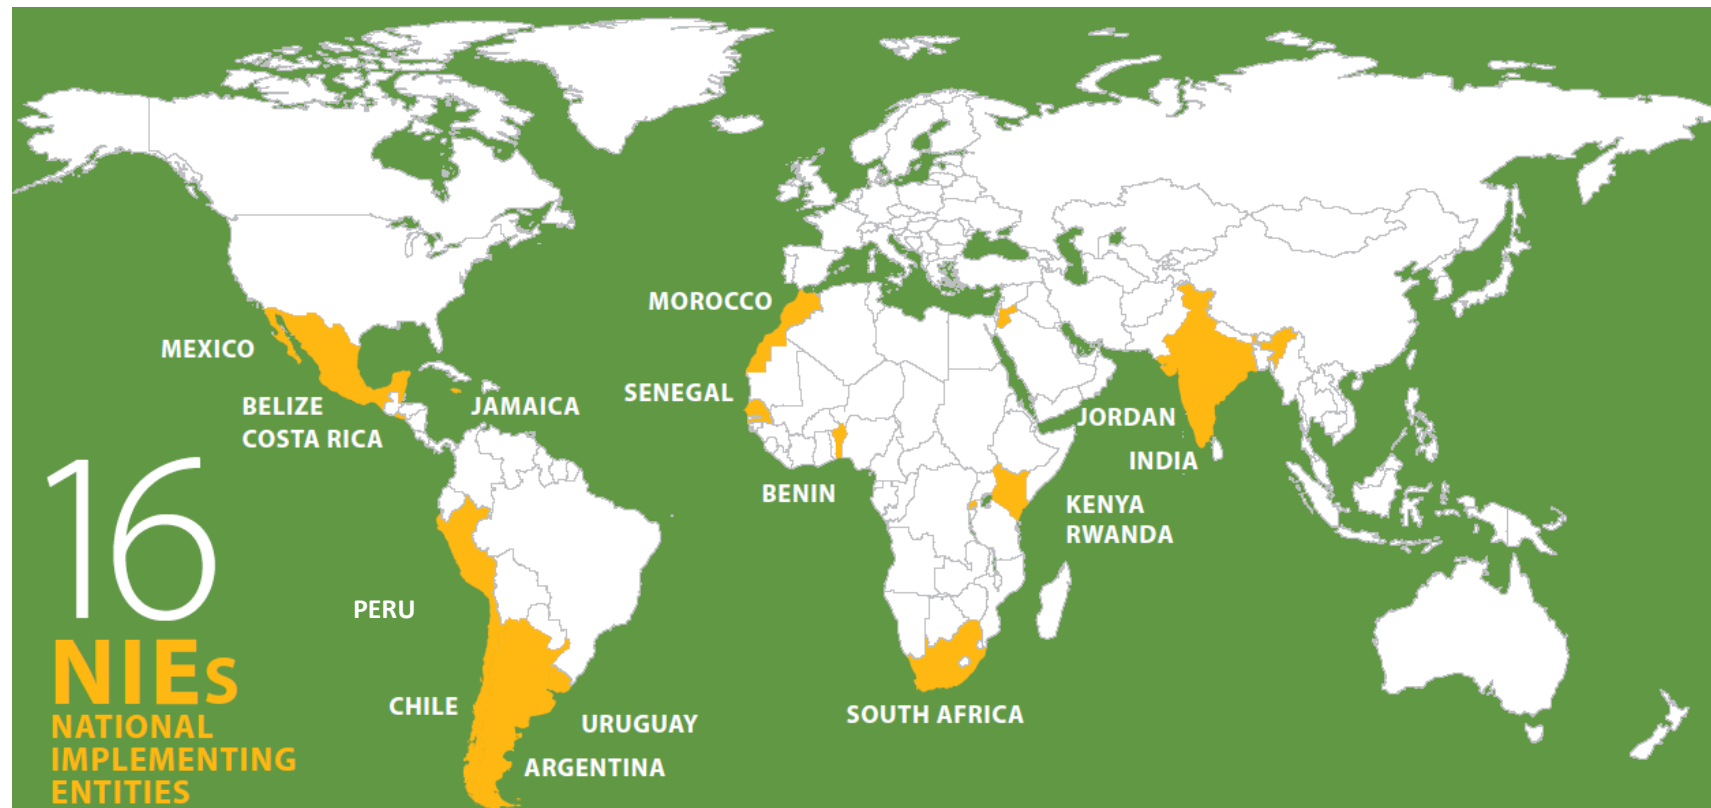 MOROCCO
MEXICO
SENEGAL
BELIZE
COSTA RICA
JAMAICA
JORDAN
INDIA
BENIN
KENYA
RWANDA
PERU
CHILE
URUGUAY
ARGENTINA
SOUTH AFRICA
16
NIEs
NATIONAL
IMPLEMENTING
ENTITIES